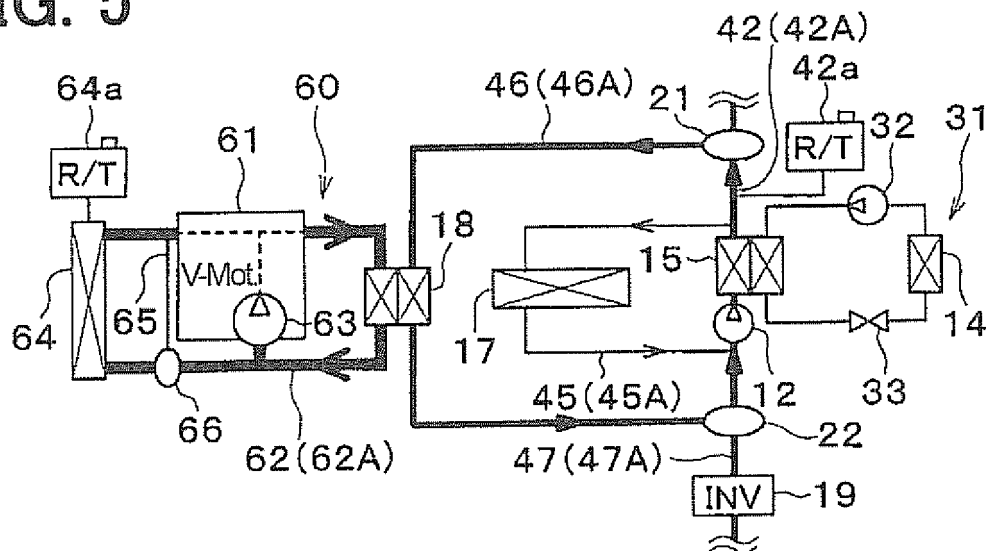 FIG. 5
42(42A)
42a
64a
60
46(46A)
21
32
31
R/T
61
R/T
18
15
V-Mot.
63
64
65
17
14
45(45A)
12
33
66
22
62(62A)
47(47A)
INV
19